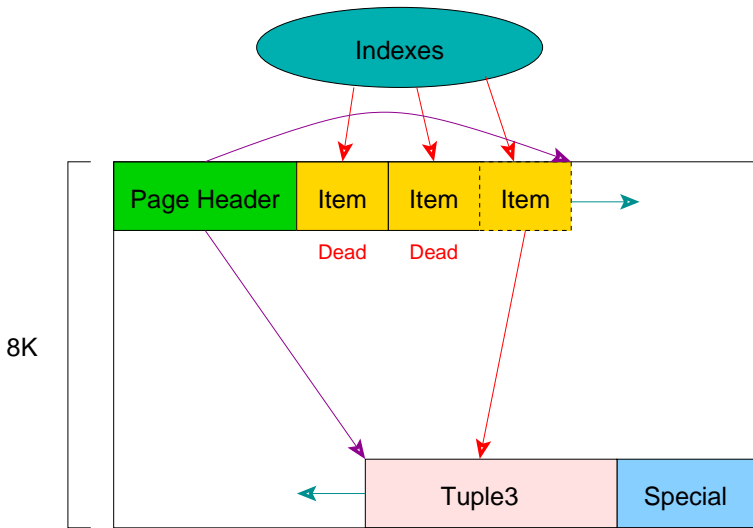 Indexes
Page Header Item Item Item
Dead Dead
8K
Tuple3 Special